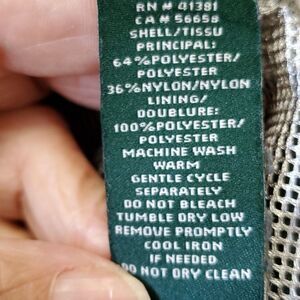 RN # 41381
CA # 56658
SHELL/TISSU
PRINCIPAL:
64%POLYESTER/
POLYESTER
36%NYLON/NYLON
LINING/
DOUBLURE:
100%POLYESTER/
POLYESTER
MACHINE WASH
WARM
GENTLE CYCLE
SEPARATELY
DO NOT BLEACH
TUMBLE DRY LOW
REMOVE PROMPTLY
COOL IRON
IF NEEDED
DO NOT DRY CLEAN